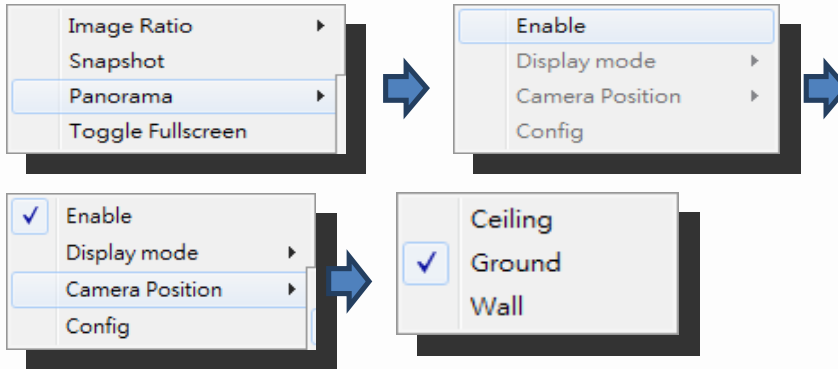 Image Ratio
Snapshot
Panorama
Toggle Fullscreen
Enable
Display mode
Camera Position
Config
Enable
Display mode
Camera Position
Config
Ceiling
Ground
Wall